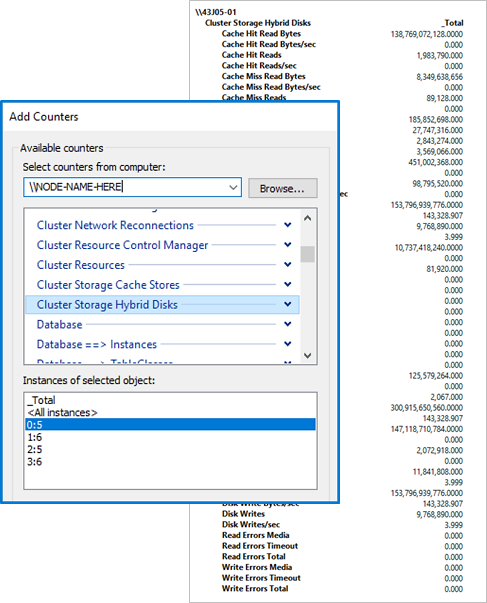 \\43J05-01
Cluster Storage Hybrid Disks _Total
Cache Hit Read Bytes 138,769,072,128.0000
Cache Hit Read Bytes/sec 0.000
Cache Hit Reads 1,983,790.000
Cache Hit Reads/sec 0.000
Cache Miss Read Bytes 8,349,638,656
Cache Miss Read Bytes/sec 0.000
Cache Miss Reads 89,128.000
0.000
185,852,698.000
27,747,316.000
2,843,274.000
3,569,066.000
451,002,368.000
0.000
98,795,520.000
sec 0.000
153,796,939,776.0000
143,328.907
9,768,890.000
3.999
10,737,418,240.0000
0.000
81,920.000
0.000
0.000
0.000
0.000
0.000
0.000
0.000
0.000
125,579,264.000
0.000
2,067.000
300,915,650,560.0000
143,328.907
147,118,710,784.0000
0.000
2,072,918.000
0.000
11,841,808.000
3.999
153,796,939,776.0000
Disk Write Bytes/sec 143,328.907
Disk Writes 9,768,890.000
Disk Writes/sec 3.999
Read Errors Media 0.000
Read Errors Timeout 0.000
Read Errors Total 0.000
Write Errors Media 0.000
Write Errors Timeout 0.000
Write Errors Total 0.000
Add Counters
Available counters
Select counters from computer:
\\NODE-NAME-HERE
Browse...
Cluster Network Reconnections
Cluster Resource Control Manager
Cluster Resources
Cluster Storage Cache Stores
Cluster Storage Hybrid Disks
Database
Database ==> Instances
Database ==> TableClasses
Instances of selected object:
_Total
<All instances>
0:5
1:6
2:5
3:6